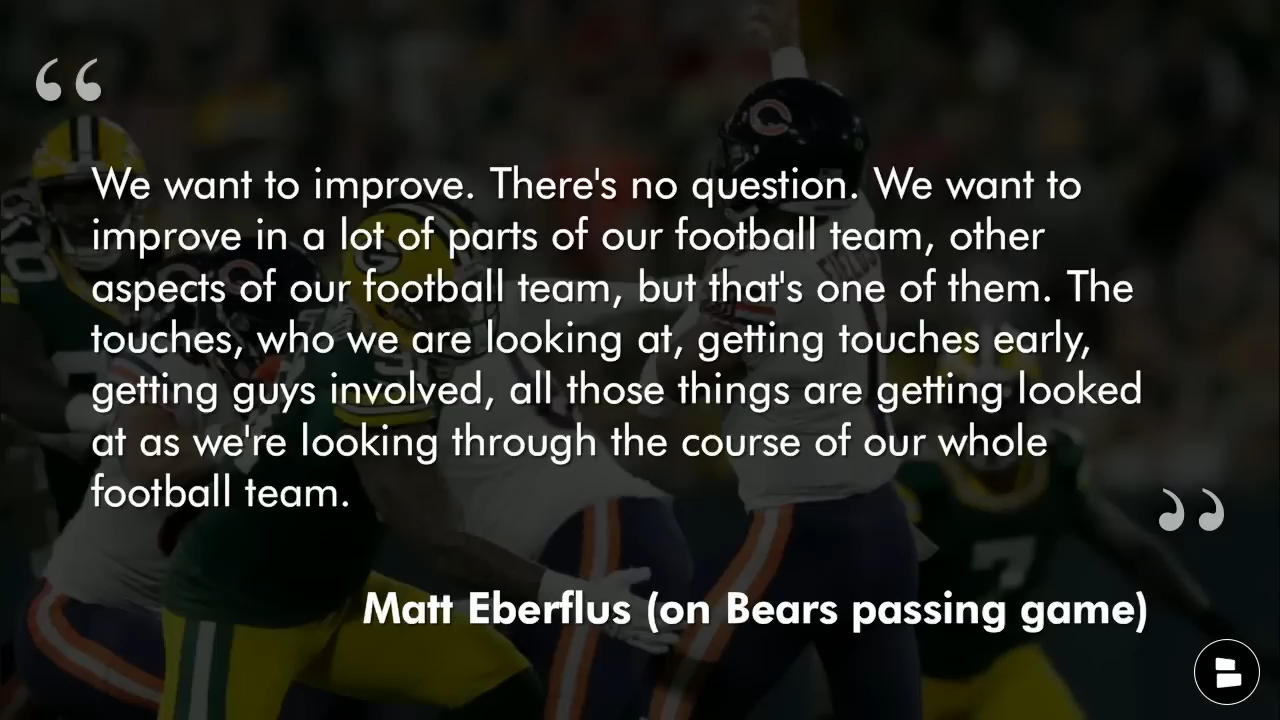 We want to improve. There's no question. We want to
improve in a lot of parts of our football team, other
aspects of our football team, but that's one of them. The
touches, who we are looking at, getting touches early,
getting guys involved, all those things are getting looked
at as we're looking through the course of our whole
football team.
Matt Eberflus (on Bears passing game)
7